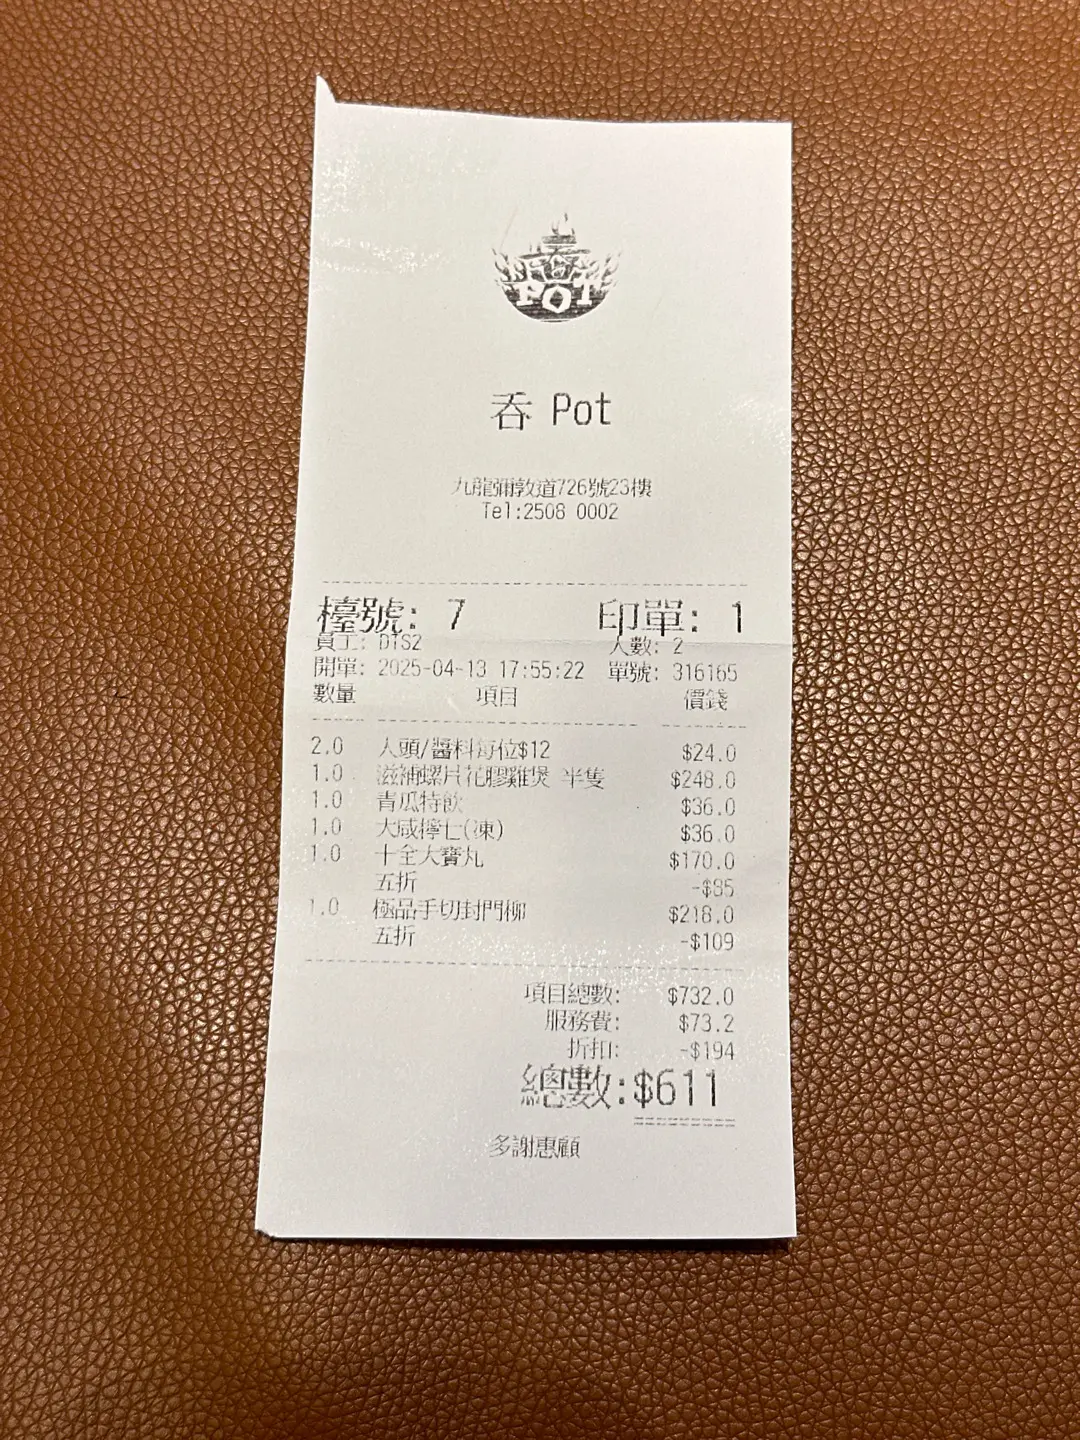 POT
吞 Pot
九龍彌敦道726號23樓
Tel:2508 0002
檯號: 7 印單: 1
員工: DTS2 人數: 2
開單: 2025-04-13 17:55:22 單號: 316165
數量 項目 價錢
2.0 人頭/醬料每位$12 $24.0
1.0 滋補螺片花膠雞煲 半隻 $248.0
1.0 青瓜特飲 $36.0
1.0 大咸檸七(凍) $36.0
1.0 十全大寶丸 $170.0
五折 -$85
1.0 極品手切封門柳 $218.0
五折 -$109
項目總數: $732.0
服務費: $73.2
折扣: -$194
總數:$611
多謝惠顧